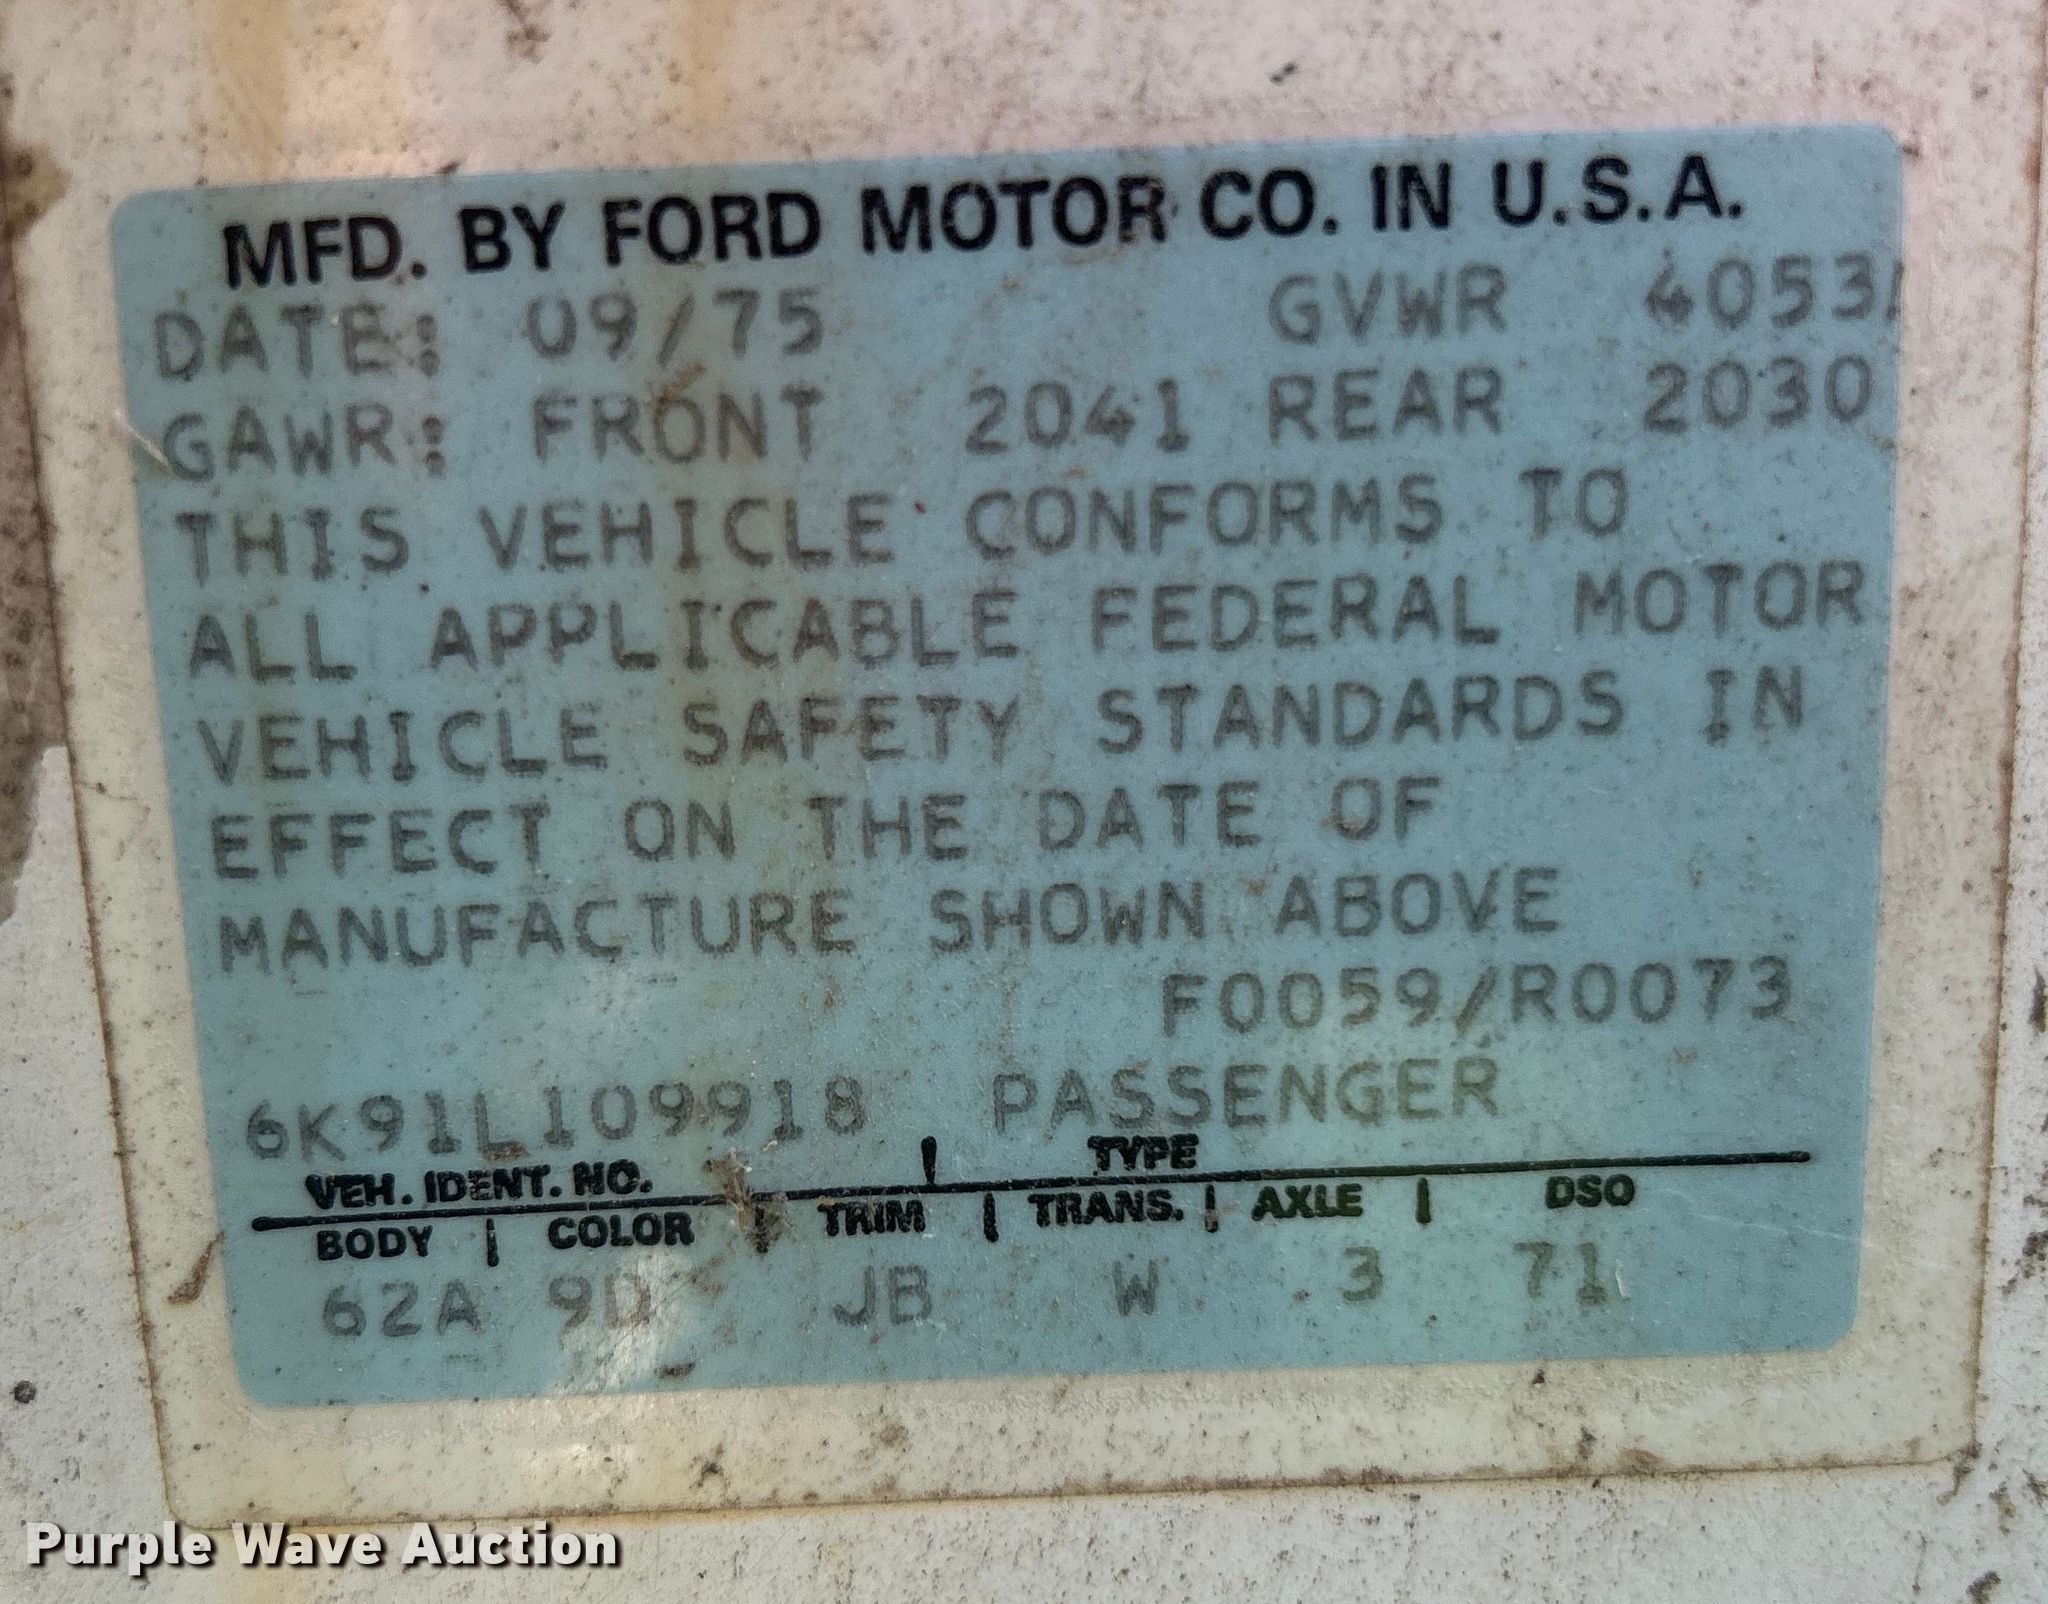 MFD. BY FORD MOTOR CO. IN U.S.A.
DATE: 09/75 GVWR 4053
GAWR: FRONT 2041 REAR 2030
THIS VEHICLE CONFORMS TO
ALL APPLICABLE FEDERAL MOTOR
VEHICLE SAFETY STANDARDS IN
EFFECT ON THE DATE OF
MANUFACTURE SHOWN ABOVE
F0059/R0073
6K91L109918 PASSENGER
VEH. IDENT. NO. | TYPE
BODY | COLOR | TRIM | TRANS. | AXLE | DSO
62A 9D JB W 3 71
Purple Wave Auction